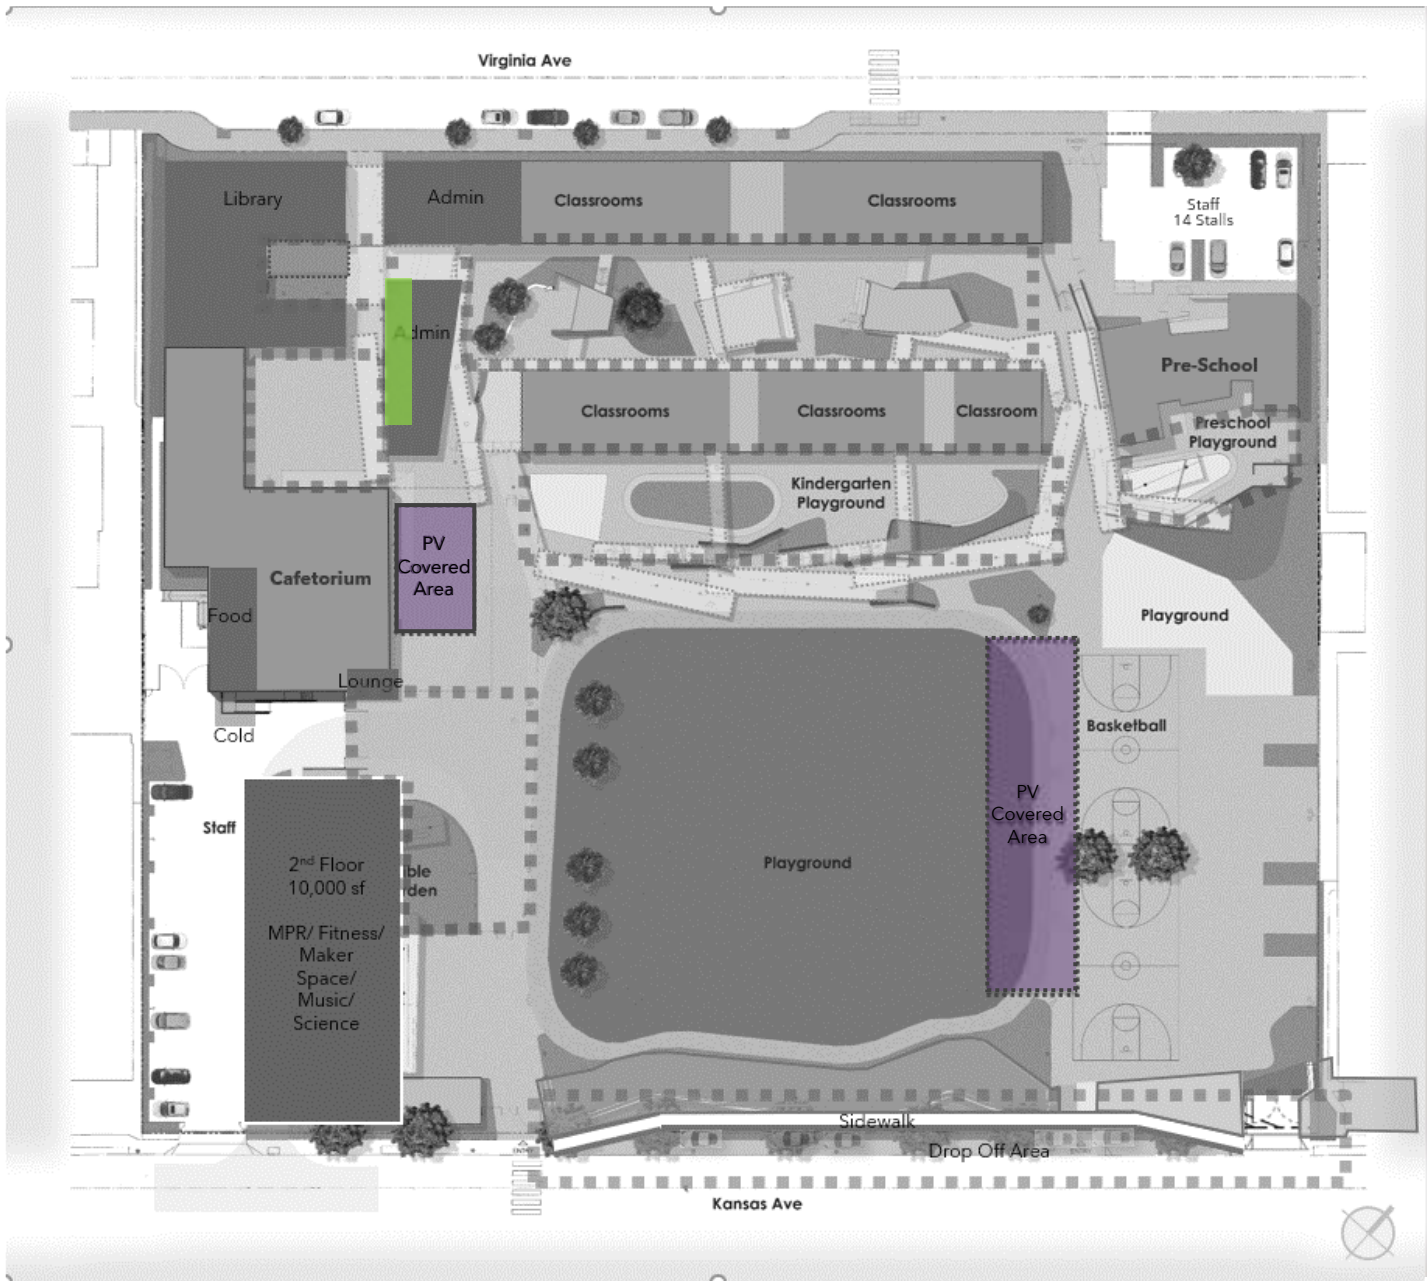 Virginia Ave
Library
Admin
Classrooms
Classrooms
Staff
14 Stalls
Admin
Pre-School
Classrooms
Classrooms
Classroom
Preschool
Playground
Kindergarten
Playground
PV
Covered
Area
Cafetorium
Food
Playground
Lounge
Cold
Basketball
PV
Covered
Area
Staff
2nd Floor
10,000 sf
MPR/ Fitness/
Maker
Space/
Music/
Science
ble
den
Playground
Sidewalk
Drop Off Area
ENTRY
Kansas Ave